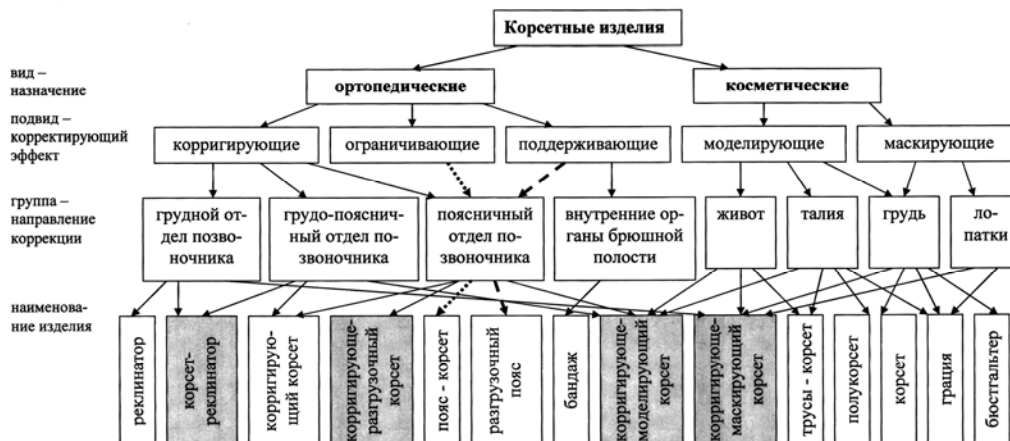 Корсетные изделия
вид –
назначение
ортопедические
косметические
подвид –
корректирующий
эффект
корригирующие
ограничивающие
поддерживающие
моделирующие
маскирующие
группа –
направление
коррекции
грудной от-
дел позво-
ночника
грудо-пояснич-
ный отдел по-
звоночника
поясничный
отдел по-
звоночника
внутренние ор-
ганы брюшной
полости
живот
талия
грудь
ло-
патки
наименова-
ние изделия
реклинатор
корсет-
реклинатор
корригирую-
щий корсет
корригирующе-
разгрузочный
корсет
пояс - корсет
разгрузочный
пояс
бандаж
корригирующе-
моделирующий
корсет
корригирующе-
маскирующий
корсет
трусы - корсет
полукорсет
корсет
грация
бюстгальтер